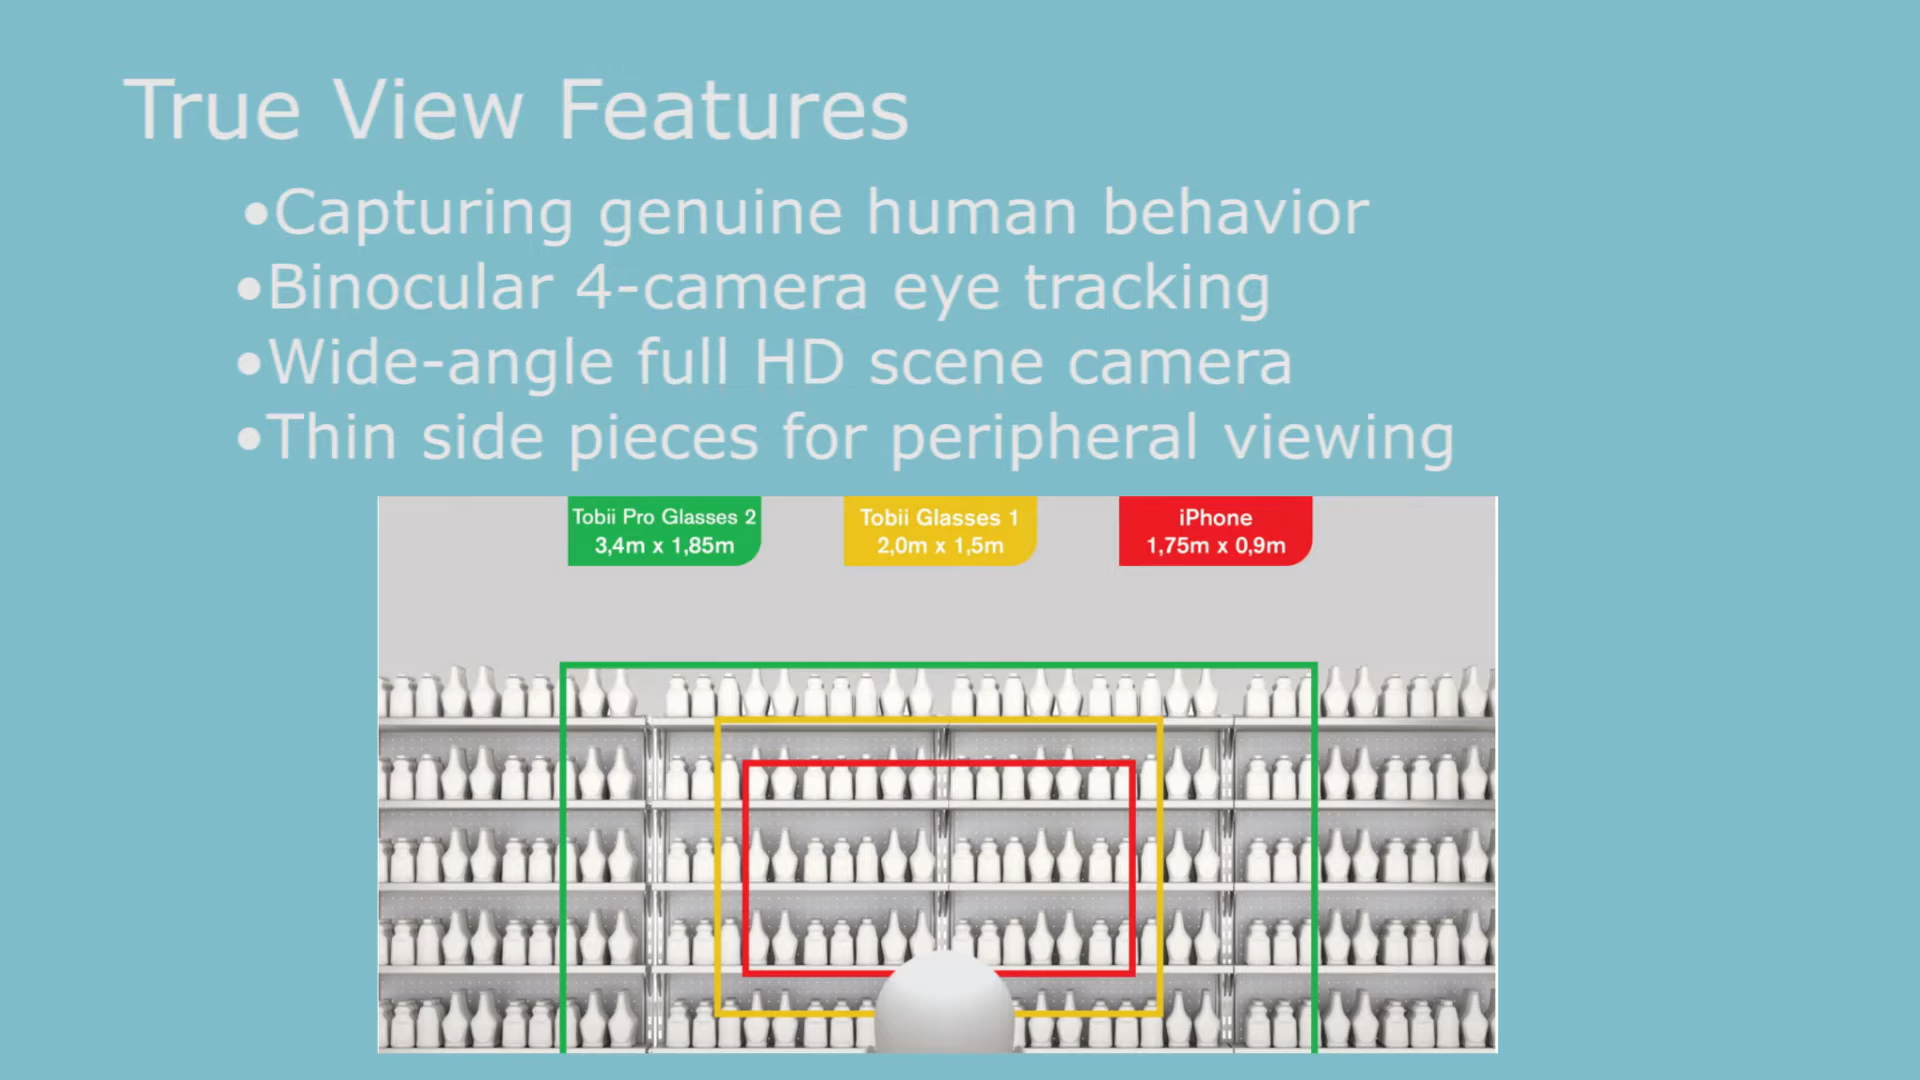 True View Features
•Capturing genuine human behavior
•Binocular 4-camera eye tracking
•Wide-angle full HD scene camera
•Thin side pieces for peripheral viewing
Tobii Pro Glasses 2
3,4m x 1,85m
Tobii Glasses 1
2,0m x 1,5m
iPhone
1,75m x 0,9m